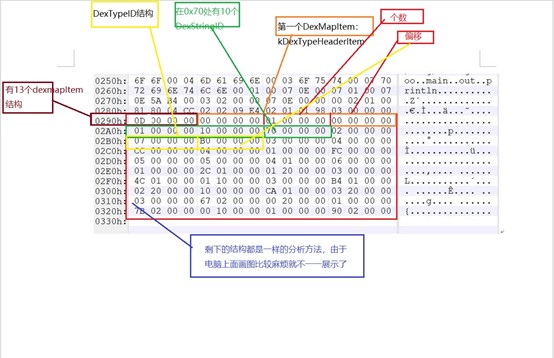 DexTypeID结构
在0x70处有10个
DexStringID
第一个DexMapItem:
kDexTypeHeaderItem
个数
偏移
有13个dexmapItem
结构
0250h: 6F 6F 00 04 6D 61 69 6E 00 03 6F 75 74 00 07 70 oo..main..out..p
0260h: 72 69 6E 74 6C 6E 00 01 00 07 0E 00 07 01 00 07 println.........
0270h: 0E 5A B4 00 03 02 00 00 07 0E 00 00 00 02 01 00
0280h: 81 80 04 CC 02 02 09 E4 02 01 01 98 03 00 00 00
0290h: 0D 00 00 00 00 00 00 00 01 00 00 00 00 00 00 00
02A0h: 01 00 00 00 10 00 00 00 70 00 00 00 02 00 00 00
02B0h: 07 00 00 00 B0 00 00 00 03 00 00 00 04 00 00 00
02C0h: CC 00 00 00 04 00 00 00 01 00 00 00 FC 00 00 00
02D0h: 05 00 00 00 05 00 00 00 04 01 00 00 06 00 00 00
02E0h: 01 00 00 00 2C 01 00 00 01 20 00 00 03 00 00 00
02F0h: 4C 01 00 00 01 10 00 00 03 00 00 00 B4 01 00 00
0300h: 02 20 00 00 10 00 00 00 CA 01 00 00 03 20 00 00
0310h: 03 00 00 00 67 02 00 00 00 20 00 00 01 00 00 00
0320h: 7B 02 00 00 00 10 00 00 01 00 00 00 90 02 00 00
0330h:
剩下的结构都是一样的分析方法，由于
电脑上面画图比较麻烦就不一一展示了